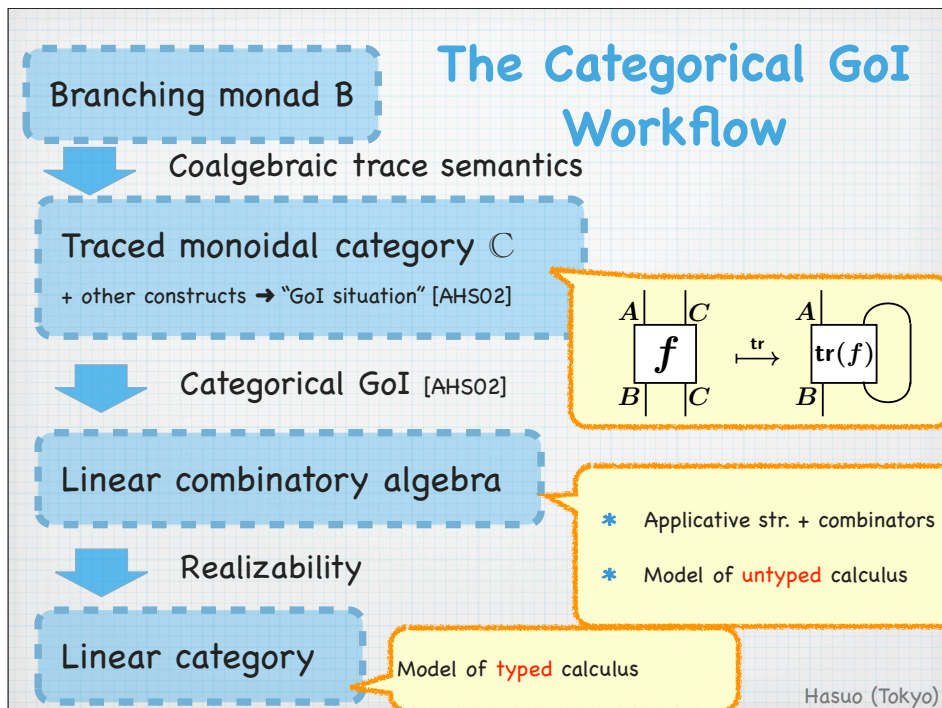 The Categorical GoI
Workflow
Branching monad B
Coalgebraic trace semantics
Traced monoidal category ℂ
+ other constructs ➜ “GoI situation” [AHS02]
A C A
f tr ⟼ tr(f)
B C B
Categorical GoI [AHS02]
Linear combinatory algebra
* Applicative str. + combinators
* Model of untyped calculus
Realizability
Linear category
Model of typed calculus
Hasuo (Tokyo)